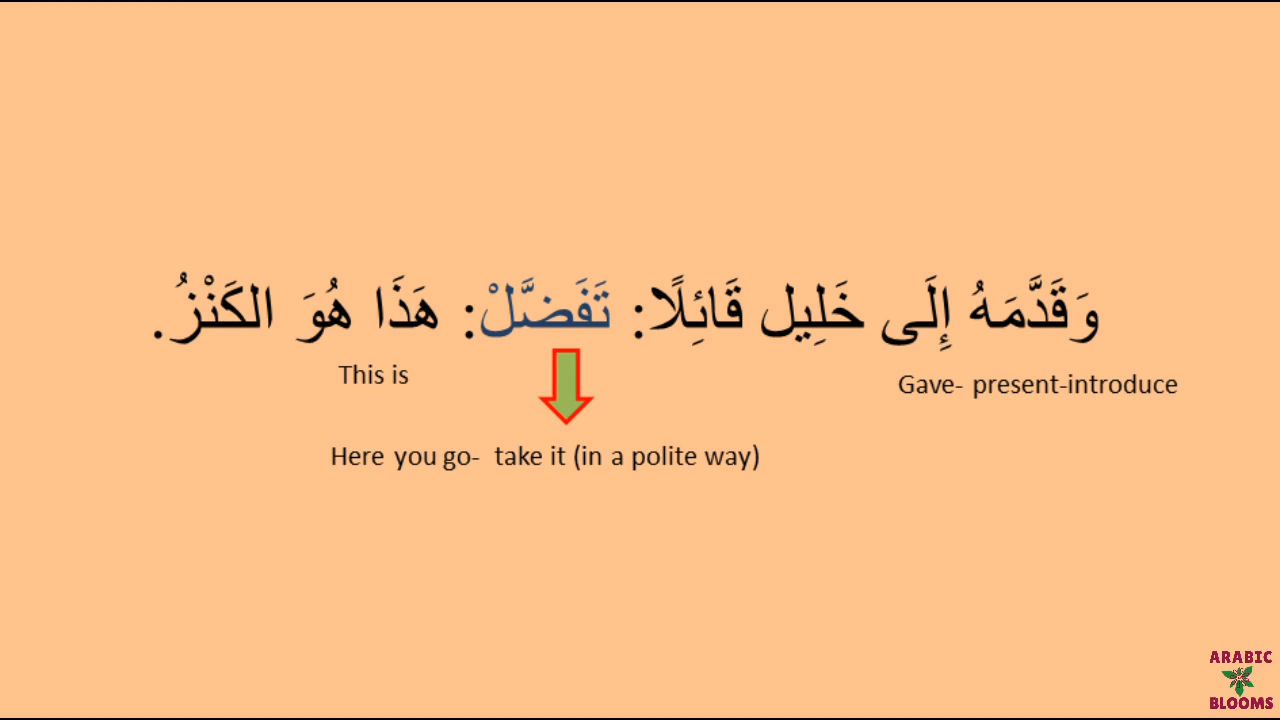 وَقَدَّمَهُ إِلَى خَلِيل قَائِلًا: تَفَضَّلْ: هَذَا هُوَ الكَنْزُ.
This is
Gave- present-introduce
Here you go- take it (in a polite way)
ARABIC
BLOOMS